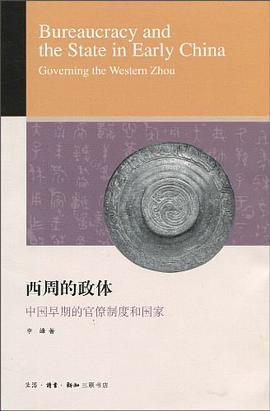 Bureaucracy and
the State in Early China
Governing the Western Zhou
西周的政体
中国早期的官僚制度和国家
李 峰 著
生活·讀書·新知 三联书店